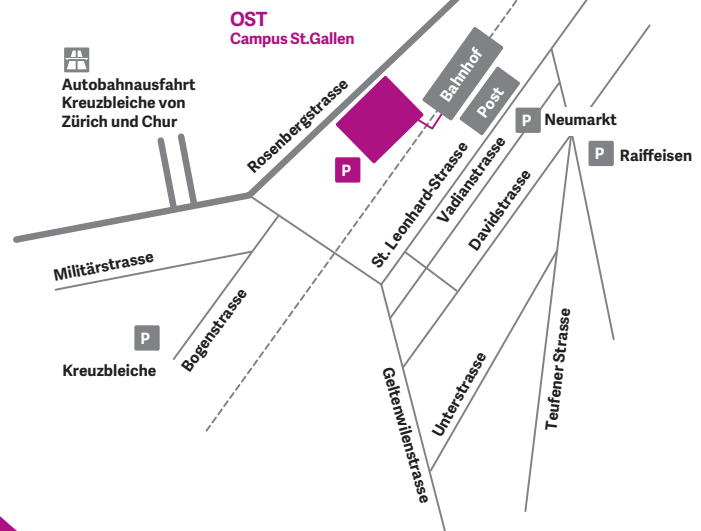 OST
Campus St.Gallen
Autobahnausfahrt
Kreuzbleiche von
Zürich und Chur
Rosenbergstrasse
Bahnhof
Post
P
Neumarkt
P
Raiffeisen
P
St. Leonhard-Strasse
Vadianstrasse
Davidstrasse
Militärstrasse
Bogenstrasse
P
Kreuzbleiche
Geltenwilenstrasse
Unterstrasse
Teufener Strasse